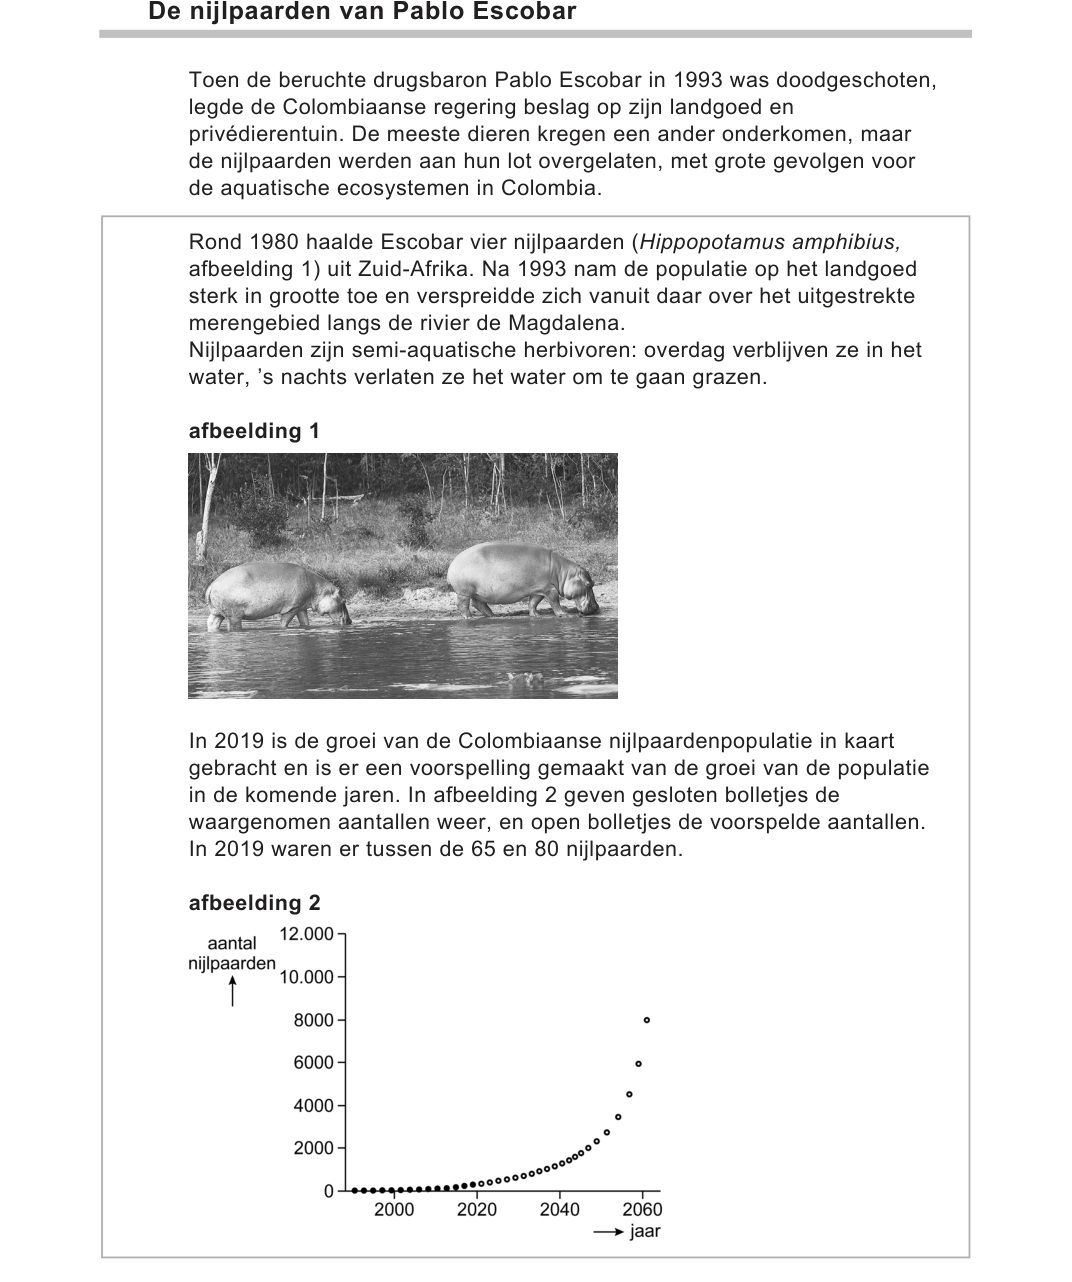 De nijlpaarden van Pablo Escobar
Toen de beruchte drugsbaron Pablo Escobar in 1993 was doodgeschoten,
legde de Colombiaanse regering beslag op zijn landgoed en
privédierentuin. De meeste dieren kregen een ander onderkomen, maar
de nijlpaarden werden aan hun lot overgelaten, met grote gevolgen voor
de aquatische ecosystemen in Colombia.
Rond 1980 haalde Escobar vier nijlpaarden (Hippopotamus amphibius,
afbeelding 1) uit Zuid-Afrika. Na 1993 nam de populatie op het landgoed
sterk in grootte toe en verspreidde zich vanuit daar over het uitgestrekte
merengebied langs de rivier de Magdalena.
Nijlpaarden zijn semi-aquatische herbivoren: overdag verblijven ze in het
water, ’s nachts verlaten ze het water om te gaan grazen.
afbeelding 1
In 2019 is de groei van de Colombiaanse nijlpaardenpopulatie in kaart
gebracht en is er een voorspelling gemaakt van de groei van de populatie
in de komende jaren. In afbeelding 2 geven gesloten bolletjes de
waargenomen aantallen weer, en open bolletjes de voorspelde aantallen.
In 2019 waren er tussen de 65 en 80 nijlpaarden.
afbeelding 2
aantal
nijlpaarden
12.000
10.000
8000
6000
4000
2000
0
2000 2020 2040 2060
jaar